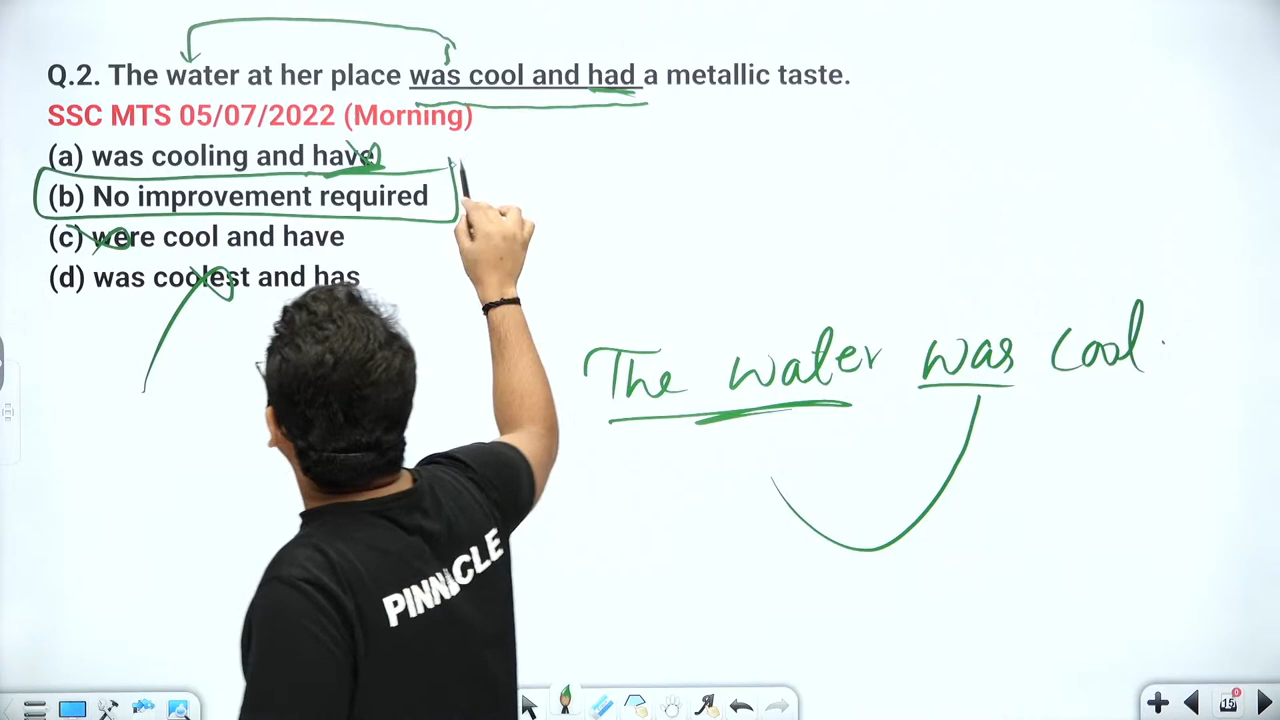 Q.2. The water at her place was cool and had a metallic taste.
SSC MTS 05/07/2022 (Morning)
(a) was cooling and have
(b) No improvement required
(c) were cool and have
(d) was coolest and has
The water was cool.
PINNACLE
15
0